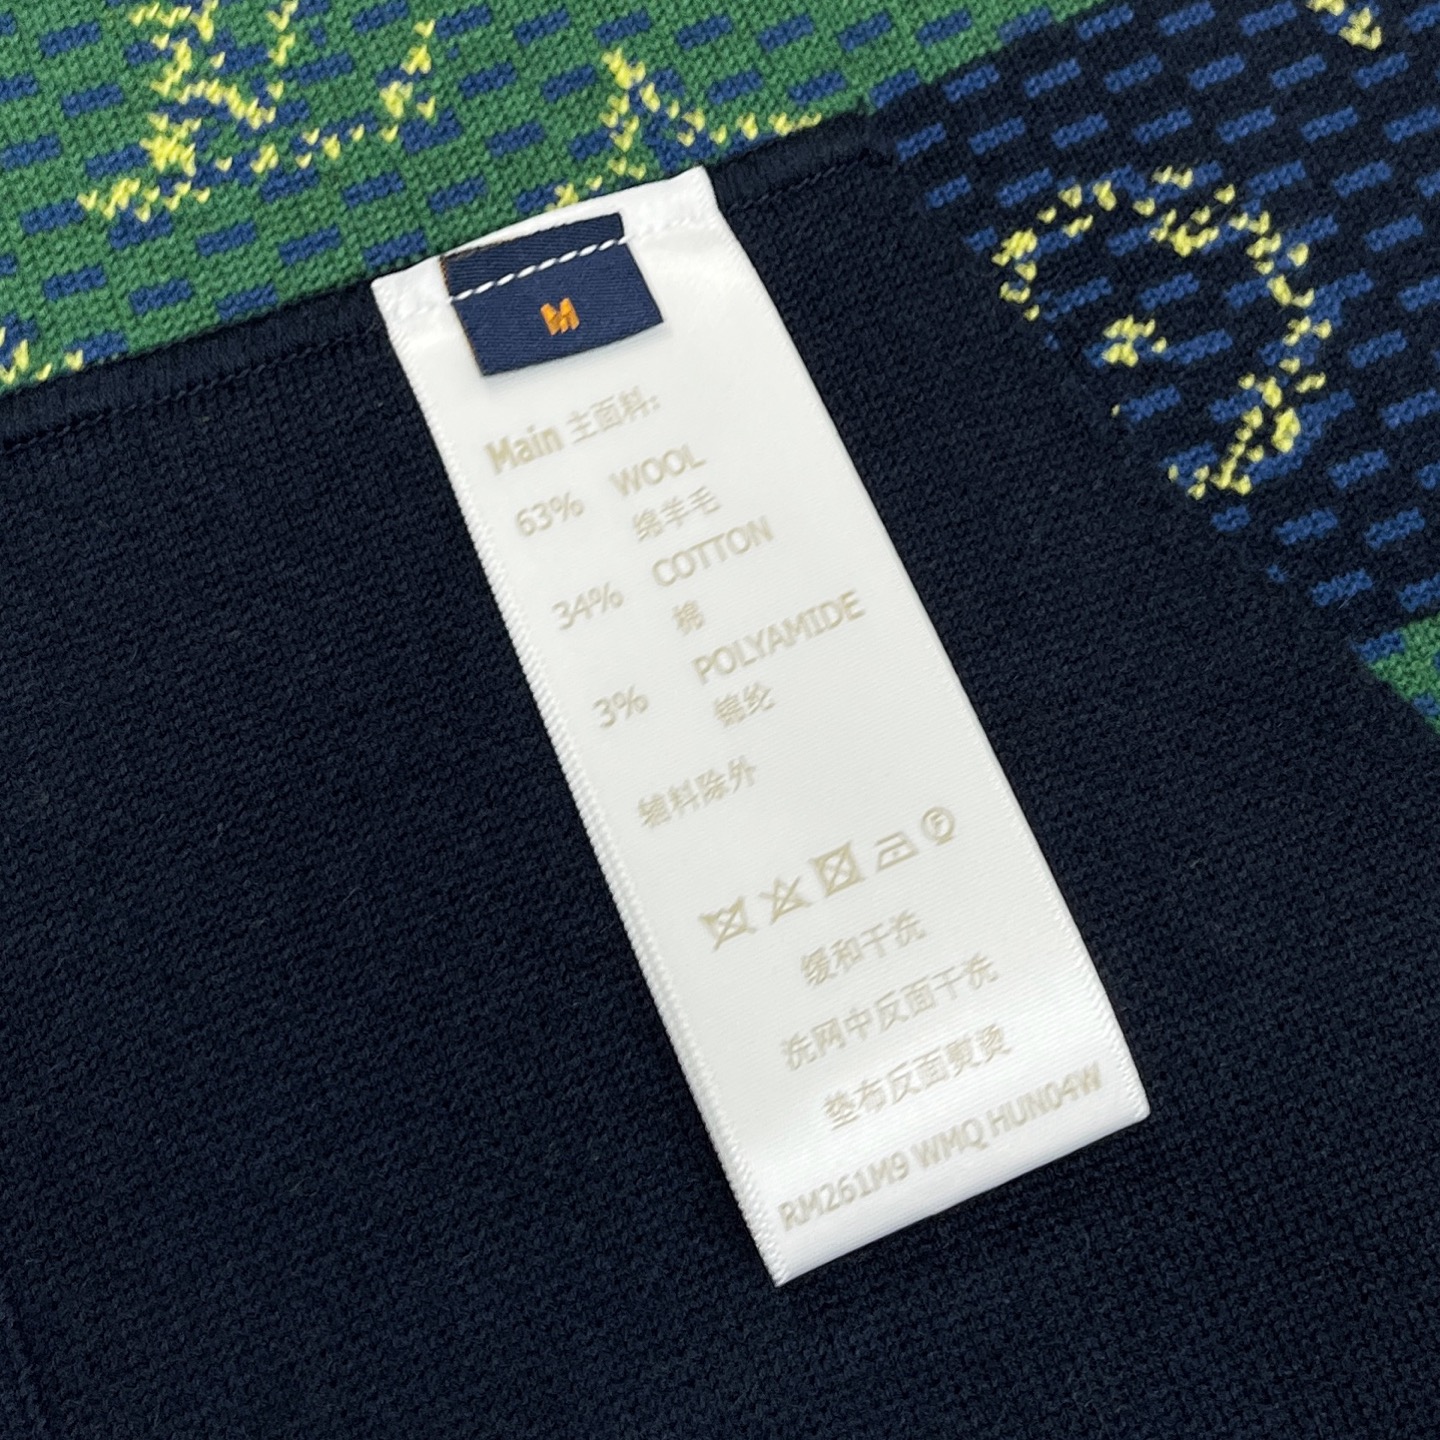 M
Main 主面料:
63% WOOL
绵羊毛
34% COTTON
棉
3% POLYAMIDE
锦纶
辅料除外
缓和干洗
洗网中反面干洗
垫布反面熨烫
RM261M9 WMQ HUN04W